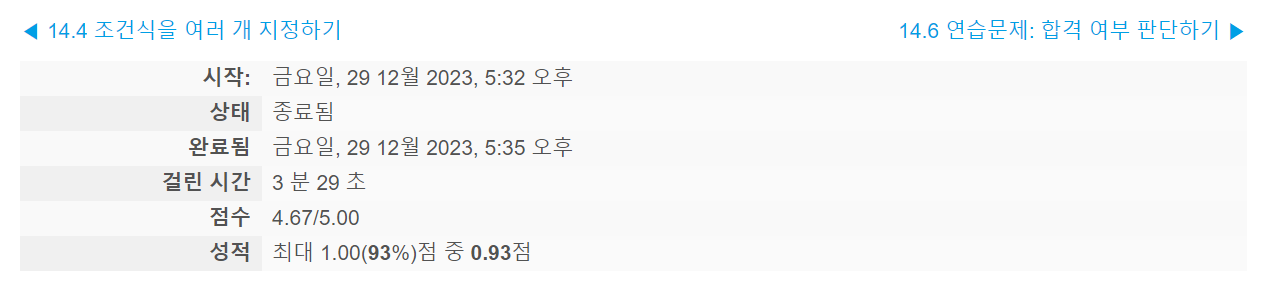 ◀ 14.4 조건식을 여러 개 지정하기
14.6 연습문제: 합격 여부 판단하기 ▶
시작: 금요일, 29 12월 2023, 5:32 오후
상태 종료됨
완료됨 금요일, 29 12월 2023, 5:35 오후
걸린 시간 3 분 29 초
점수 4.67/5.00
성적 최대 1.00(93%)점 중 0.93점